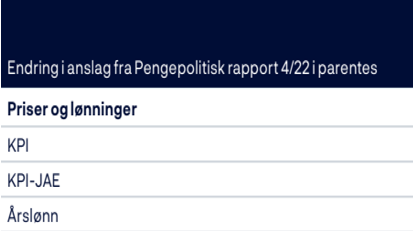 Endring i anslag fra Pengepolitisk rapport 4/22 i parentes
Priser og lønninger
KPI
KPI-JAE
Årslønn